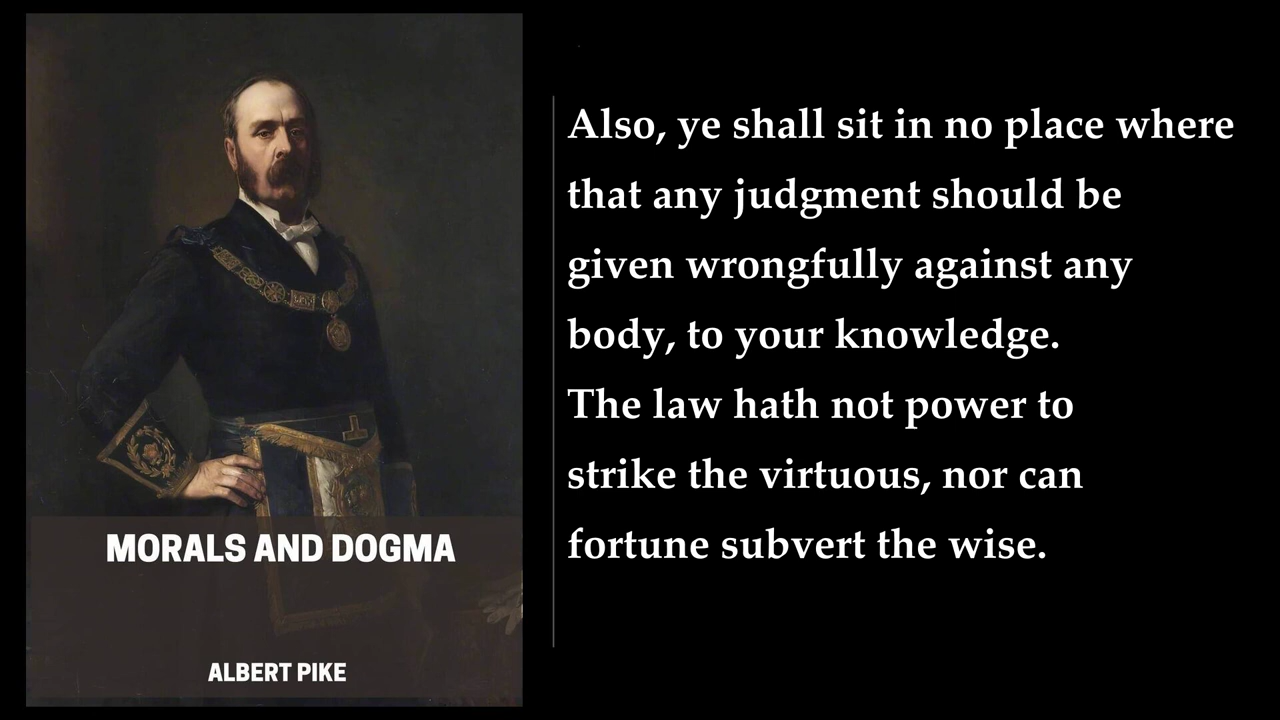 MORALS AND DOGMA
ALBERT PIKE
Also, ye shall sit in no place where
that any judgment should be
given wrongfully against any
body, to your knowledge.
The law hath not power to
strike the virtuous, nor can
fortune subvert the wise.